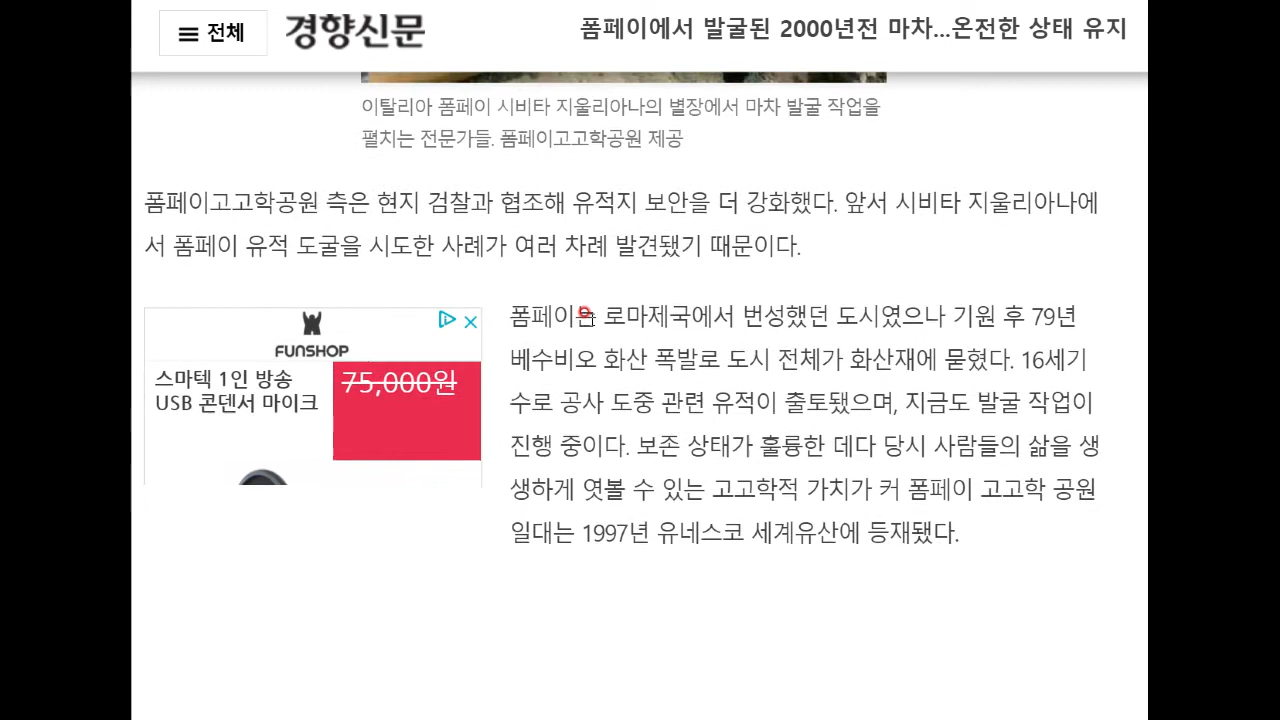 전체
경향신문
폼페이에서 발굴된 2000년전 마차...온전한 상태 유지
이탈리아 폼페이 시비타 지울리아나의 별장에서 마차 발굴 작업을
펼치는 전문가들. 폼페이고고학공원 제공
폼페이고고학공원 측은 현지 검찰과 협조해 유적지 보안을 더 강화했다. 앞서 시비타 지울리아나에
서 폼페이 유적 도굴을 시도한 사례가 여러 차례 발견됐기 때문이다.
FUNSHOP
스마텍 1인 방송
USB 콘덴서 마이크
75,000원
폼페이는 로마제국에서 번성했던 도시였으나 기원 후 79년
베수비오 화산 폭발로 도시 전체가 화산재에 묻혔다. 16세기
수로 공사 도중 관련 유적이 출토됐으며, 지금도 발굴 작업이
진행 중이다. 보존 상태가 훌륭한 데다 당시 사람들의 삶을 생
생하게 엿볼 수 있는 고고학적 가치가 커 폼페이 고고학 공원
일대는 1997년 유네스코 세계유산에 등재됐다.